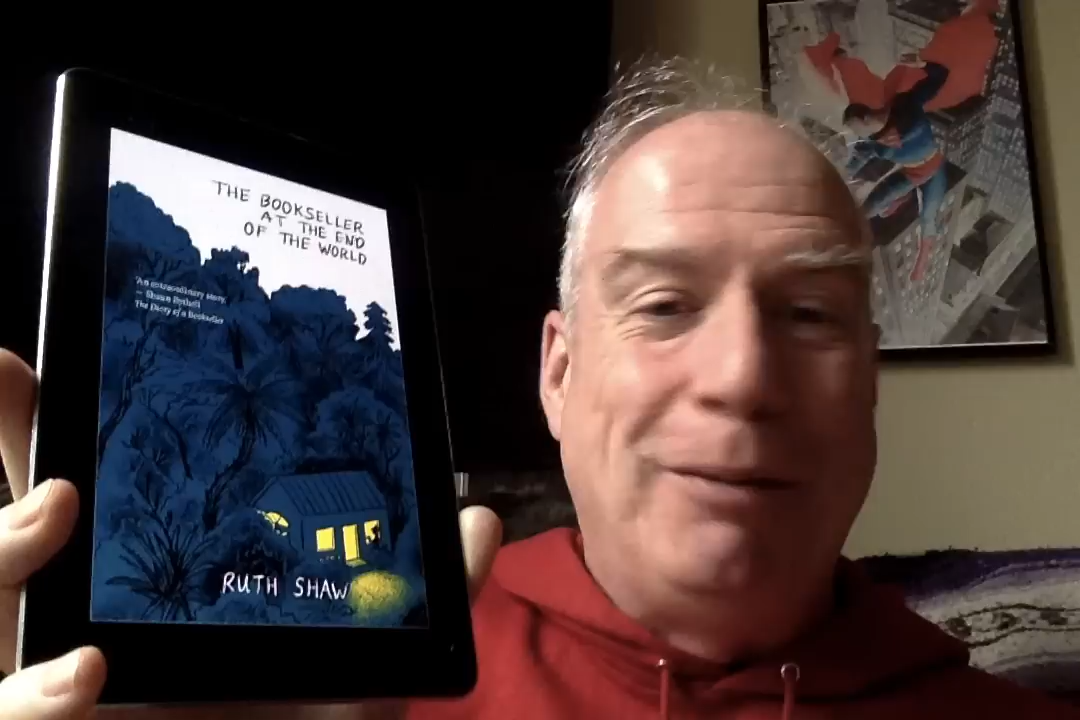 THE BOOKSELLER
AT THE END
OF THE WORLD
'An extraordinary story'
– Shaun Bythell
The Diary of a Bookseller
RUTH SHAW